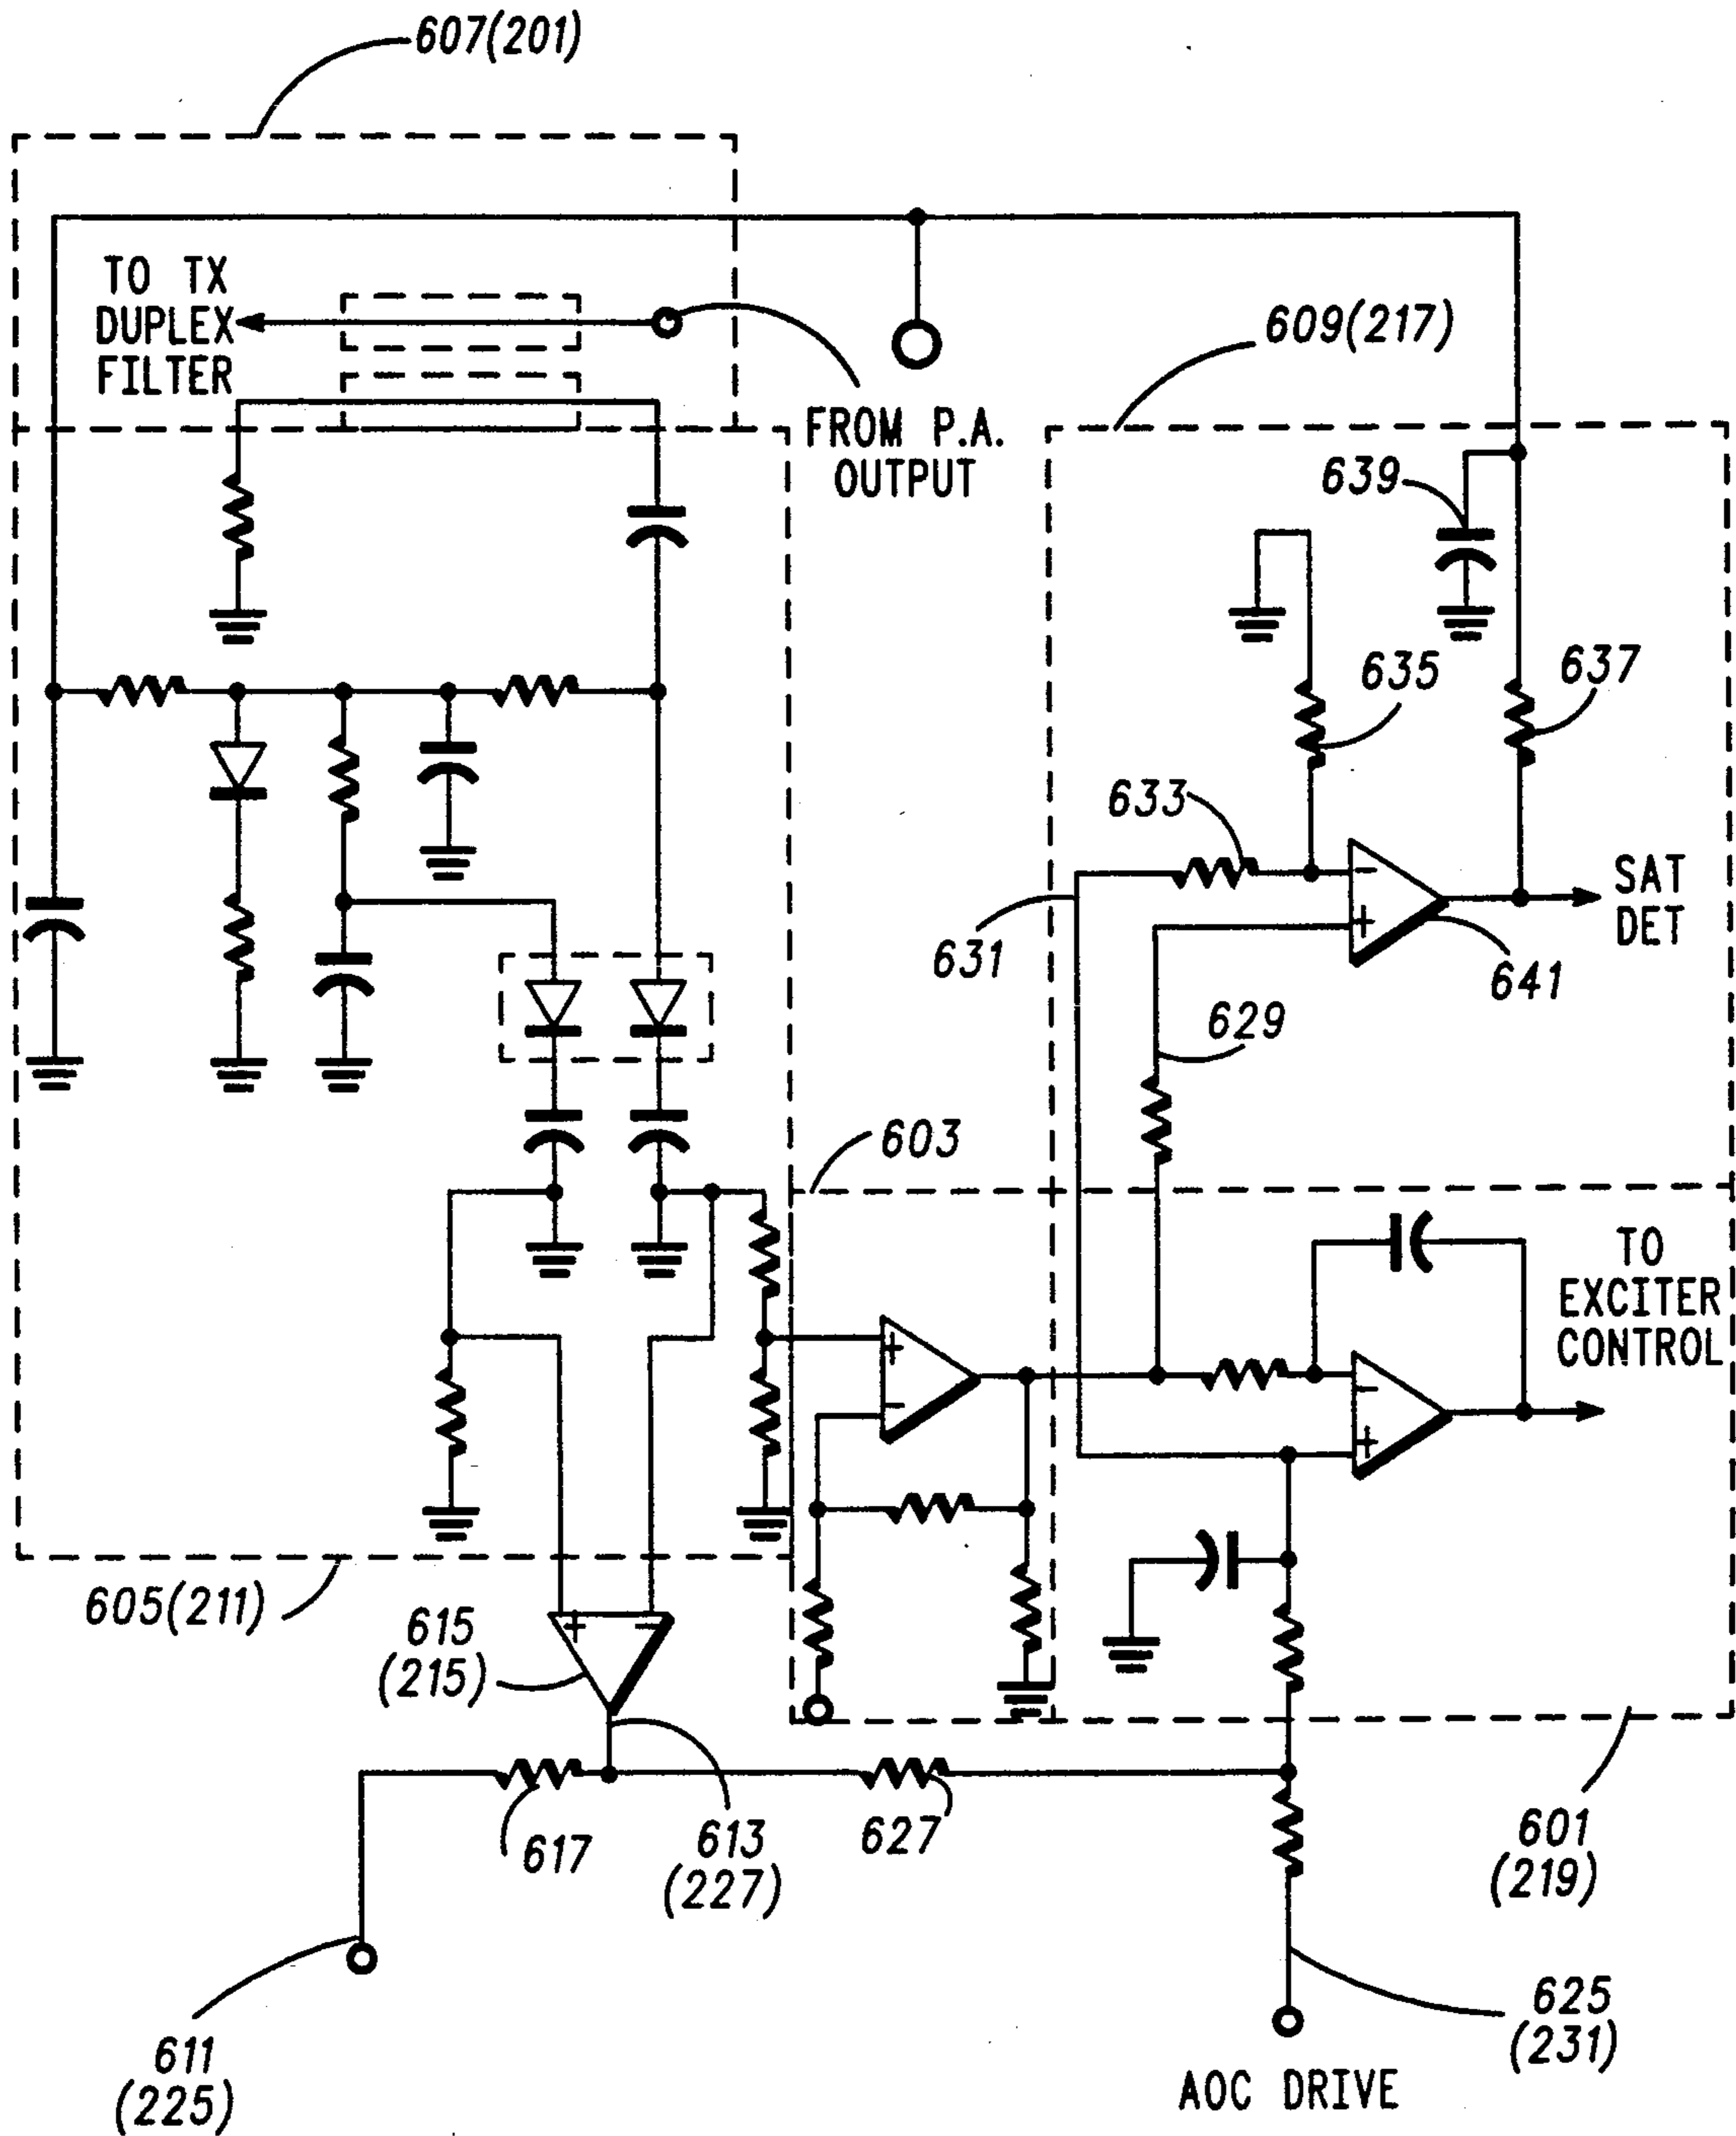 607(201)
TO TX
DUPLEX
FILTER
609(217)
FROM P.A.
OUTPUT
639
635
637
633
SAT
DET
631
641
629
603
TO
EXCITER
CONTROL
+
-
-
+
+
-
-
+
605(211)
615
(215)
+ -
617
613
(227)
627
601
(219)
611
(225)
625
(231)
AOC DRIVE